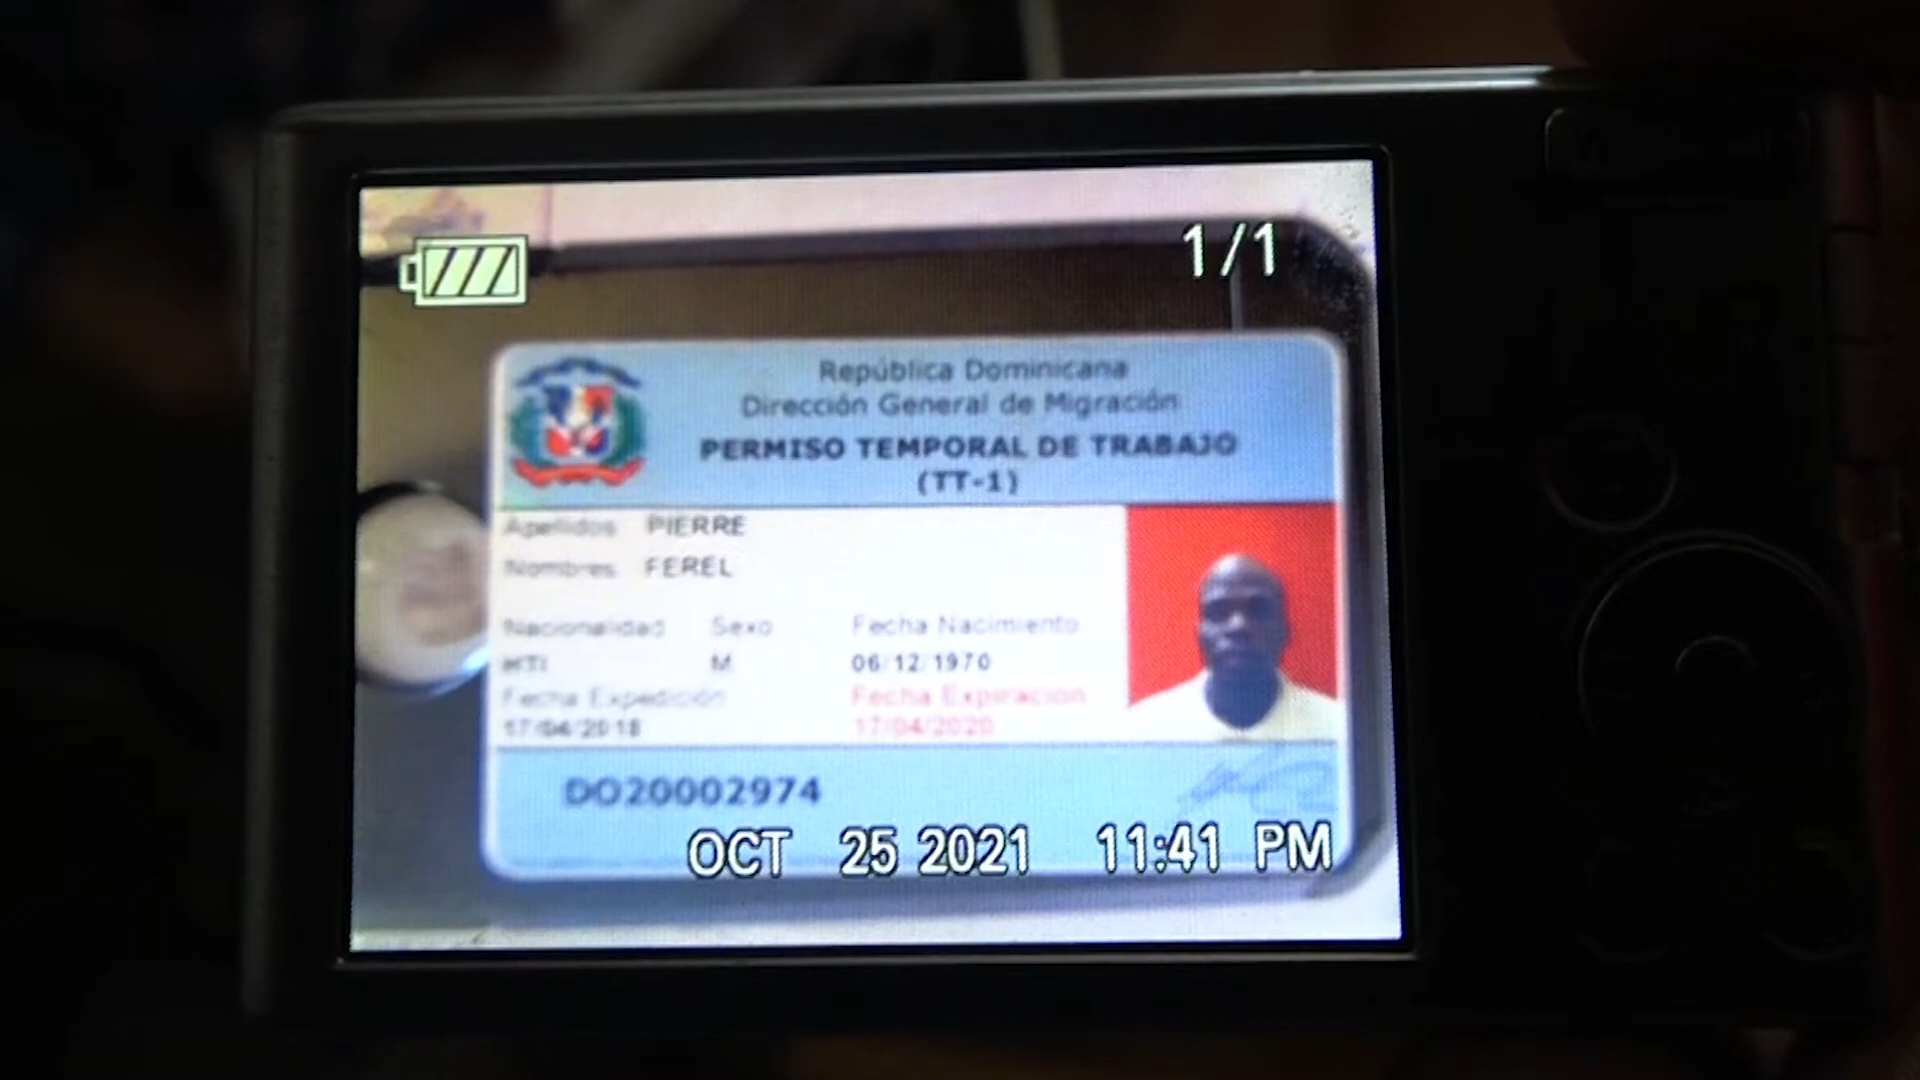 1/1
República Dominicana
Dirección General de Migración
PERMISO TEMPORAL DE TRABAJO
(TT-1)
Apellidos PIERRE
Nombres FEREL
Nacionalidad Sexo Fecha Nacimiento
HTI M 06/12/1970
Fecha Expedición Fecha Expiración
17/04/2018 17/04/2020
DO20002974
OCT 25 2021 11:41 PM